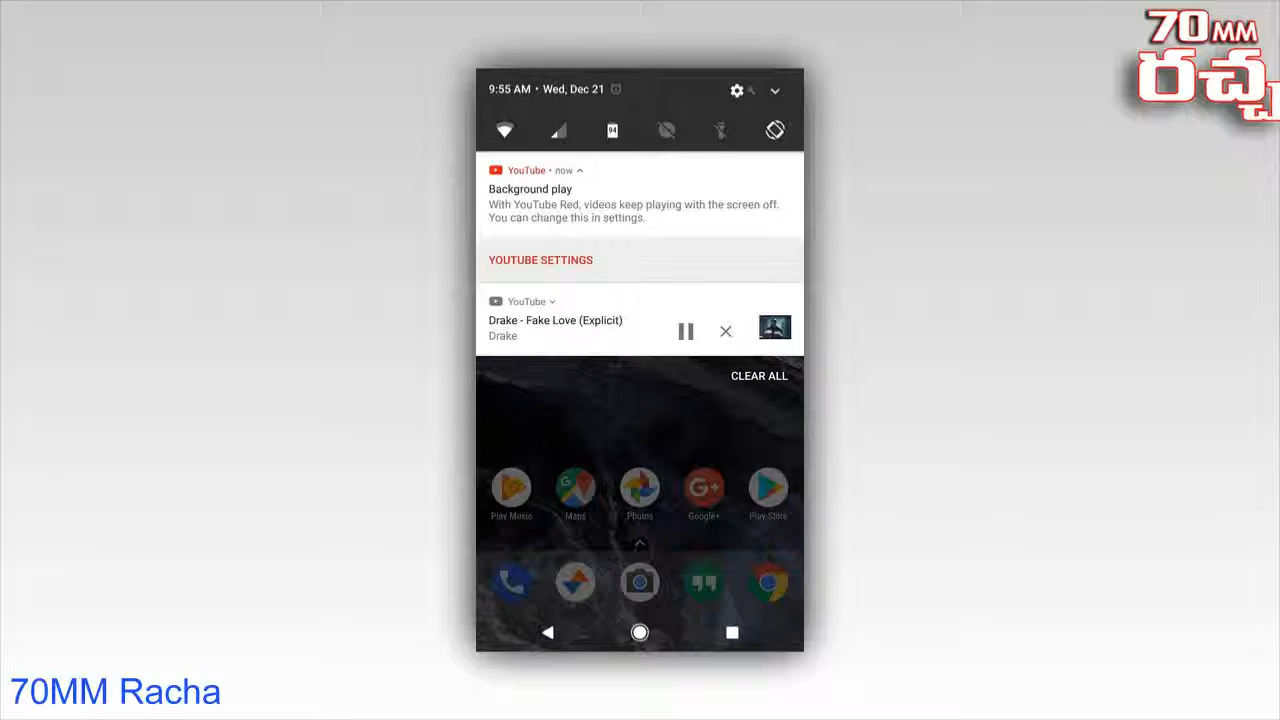 70MM
రచ్చ
9:55 AM • Wed, Dec 21
94
YouTube • now
Background play
With YouTube Red, videos keep playing with the screen off.
You can change this in settings.
YOUTUBE SETTINGS
YouTube
Drake - Fake Love (Explicit)
Drake
CLEAR ALL
Play Music Maps Photos Google+ Play Store
70MM Racha